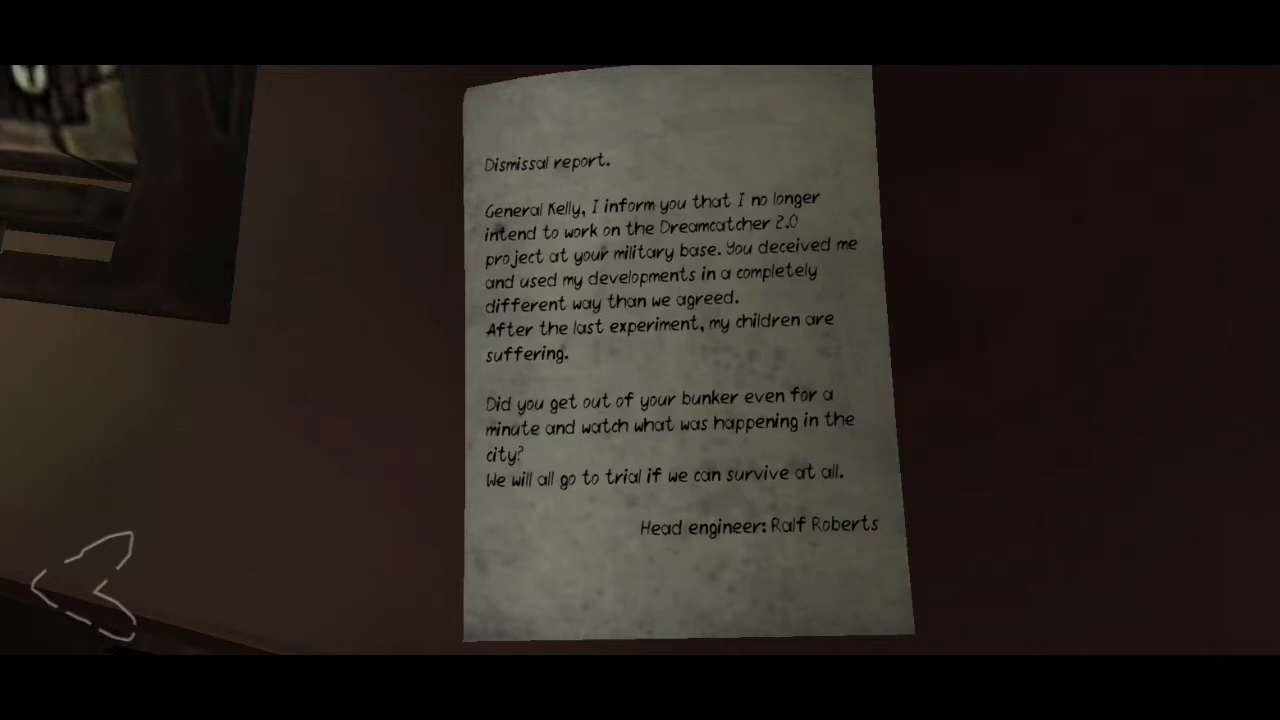 Dismissal report.
General Kelly, I inform you that I no longer
intend to work on the Dreamcatcher 2.0
project at your military base. You deceived me
and used my developments in a completely
different way than we agreed.
After the last experiment, my children are
suffering.
Did you get out of your bunker even for a
minute and watch what was happening in the
city?
We will all go to trial if we can survive at all.
Head engineer: Ralf Roberts